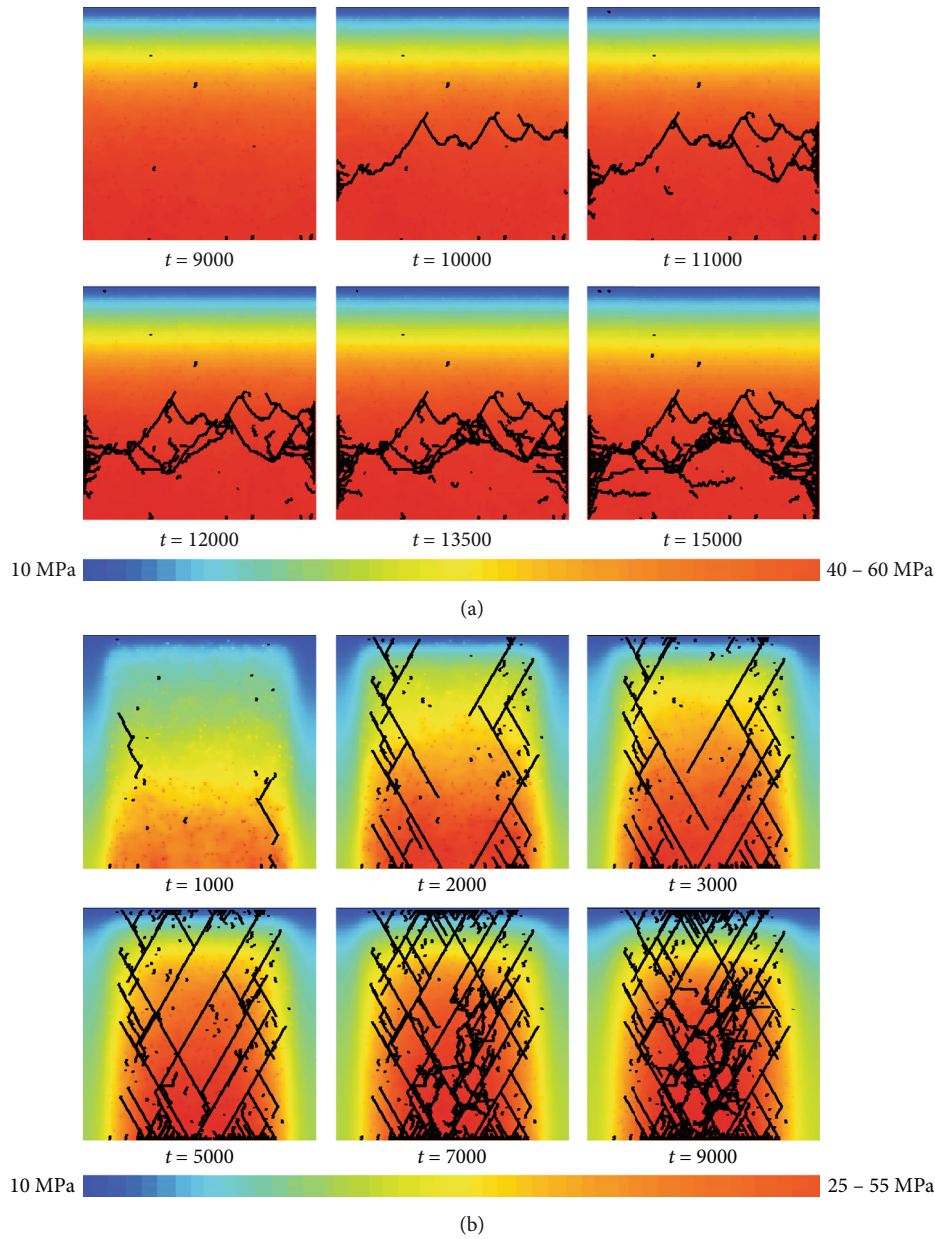 t = 9000
t = 10000
t = 11000
t = 12000
t = 13500
t = 15000
10 MPa
40 – 60 MPa
(a)
t = 1000
t = 2000
t = 3000
t = 5000
t = 7000
t = 9000
10 MPa
25 – 55 MPa
(b)